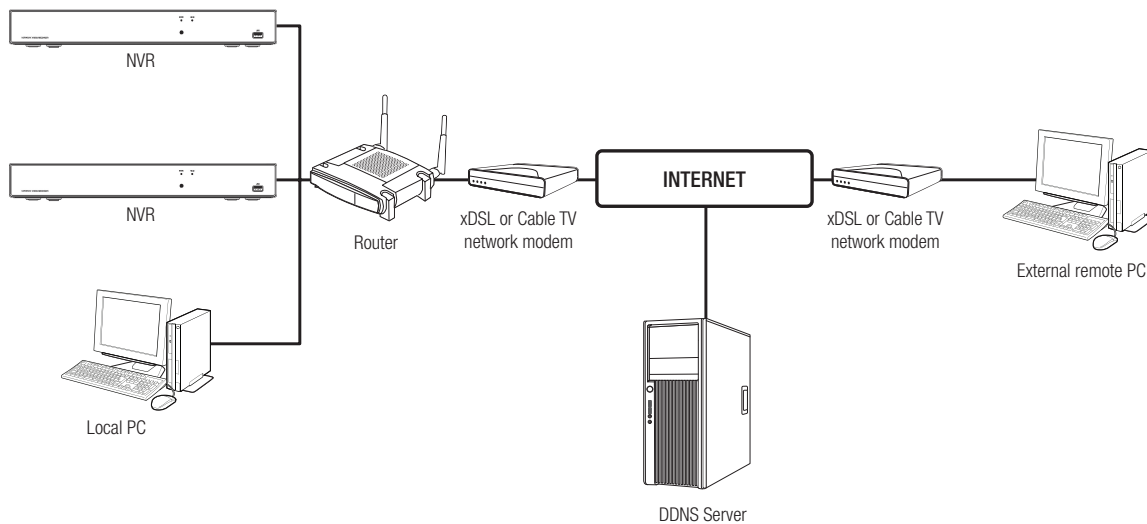 NVR
NVR
Router
xDSL or Cable TV
network modem
INTERNET
xDSL or Cable TV
network modem
External remote PC
Local PC
DDNS Server